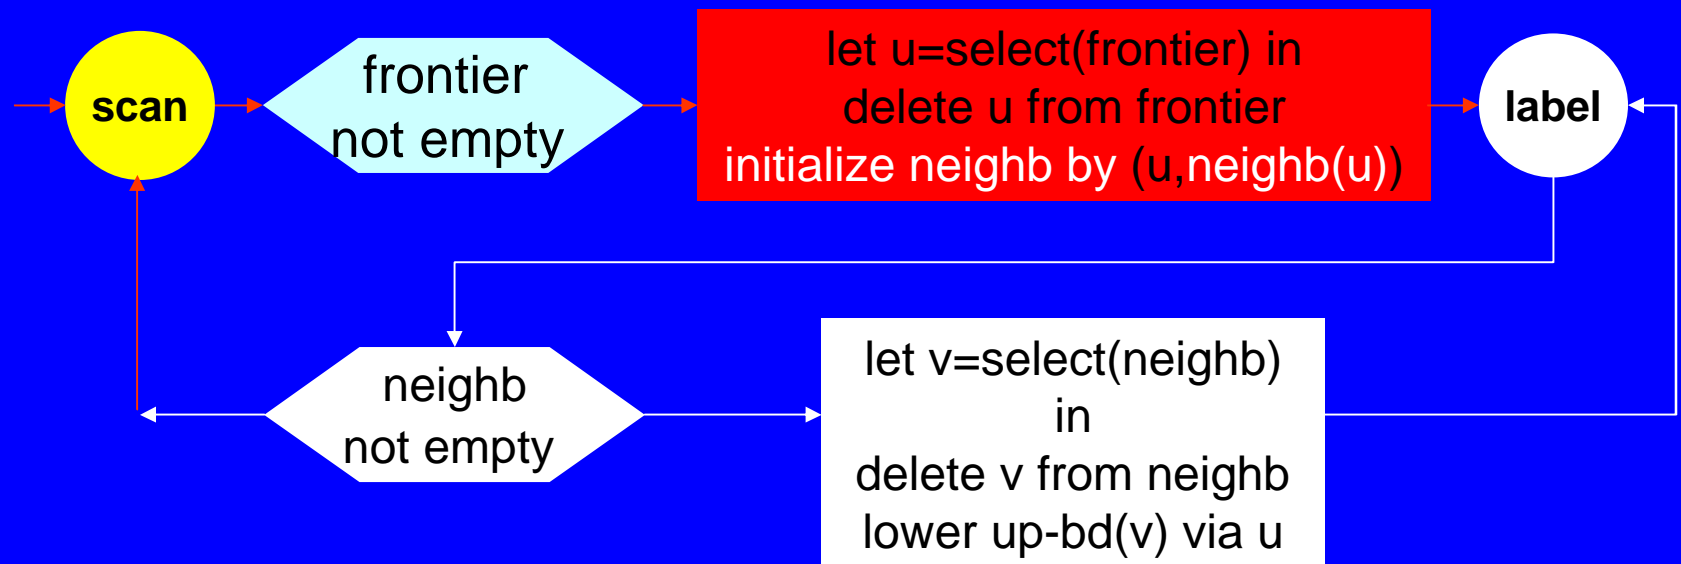 scan
frontier
not empty
let u=select(frontier) in
delete u from frontier
initialize neighb by (u,neighb(u))
label
neighb
not empty
let v=select(neighb)
in
delete v from neighb
lower up-bd(v) via u